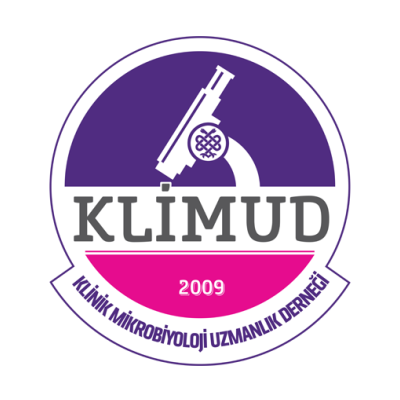 KLİMUD
2009
KLİNİK MİKROBİYOLOJİ UZMANLIK DERNEĞİ